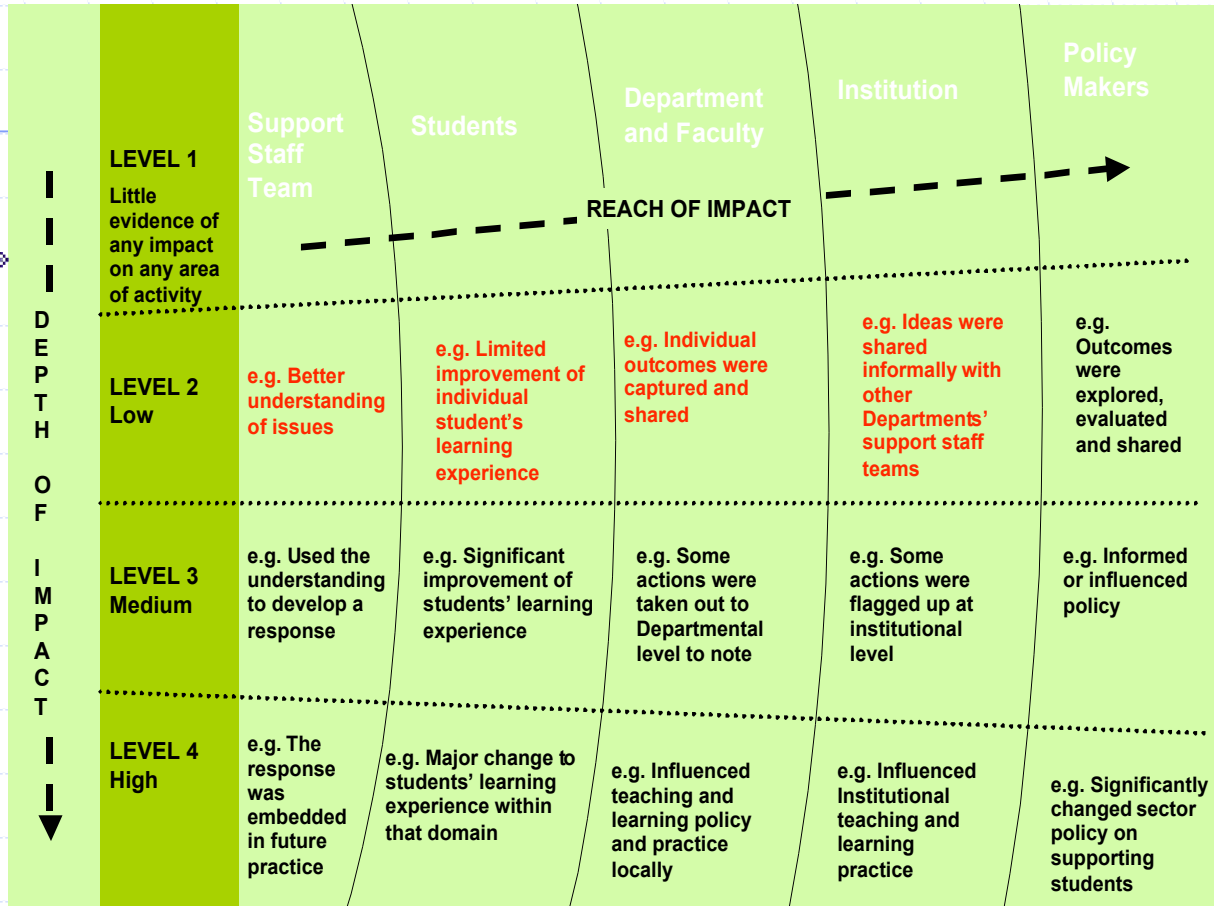 Support
Staff
Team
Students
Department
and Faculty
Institution
Policy
Makers
LEVEL 1
Little
evidence of
any impact
on any area
of activity
REACH OF IMPACT
DEPTH OF IMPACT
LEVEL 2
Low
e.g. Better
understanding
of issues
e.g. Limited
improvement of
individual
student’s
learning
experience
e.g. Individual
outcomes were
captured and
shared
e.g. Ideas were
shared
informally with
other
Departments’
support staff
teams
e.g.
Outcomes
were
explored,
evaluated
and shared
LEVEL 3
Medium
e.g. Used the
understanding
to develop a
response
e.g. Significant
improvement of
students’ learning
experience
e.g. Some
actions were
taken out to
Departmental
level to note
e.g. Some
actions were
flagged up at
institutional
level
e.g. Informed
or influenced
policy
LEVEL 4
High
e.g. The
response
was
embedded
in future
practice
e.g. Major change to
students’ learning
experience within
that domain
e.g. Influenced
teaching and
learning policy
and practice
locally
e.g. Influenced
Institutional
teaching and
learning
practice
e.g. Significantly
changed sector
policy on
supporting
students